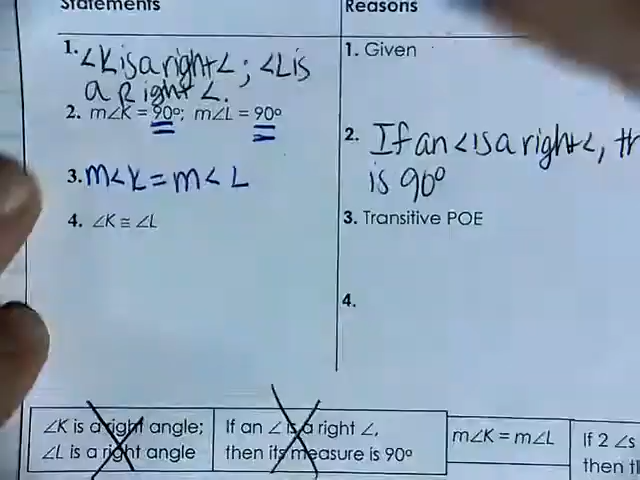 Statements
Reasons
1. ∠K is a right ∠; ∠L is
a Right ∠.
1. Given
2. m∠K = 90°; m∠L = 90°
2. If an ∠ is a right ∠, th
is 90°
3. m∠K = m∠L
3. Transitive POE
4. ∠K ≅ ∠L
4.
∠K is a right angle;
∠L is a right angle
If an ∠ is a right ∠,
then its measure is 90°
m∠K = m∠L
If 2 ∠s
then